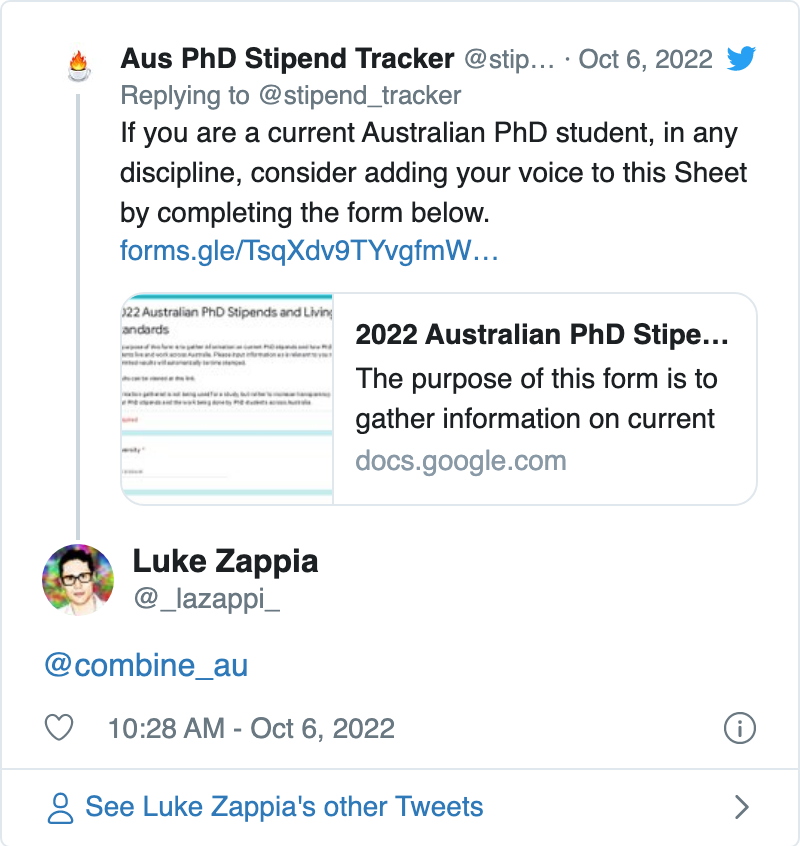 Aus PhD Stipend Tracker @stip… · Oct 6, 2022
Replying to @stipend_tracker
If you are a current Australian PhD student, in any
discipline, consider adding your voice to this Sheet
by completing the form below.
forms.gle/TsqXdv9TYvgfmW…
22 Australian PhD Stipends and Living
andards
2022 Australian PhD Stipe…
The purpose of this form is to
gather information on current
docs.google.com
Luke Zappia
@_lazappi_
@combine_au
10:28 AM - Oct 6, 2022
See Luke Zappia's other Tweets